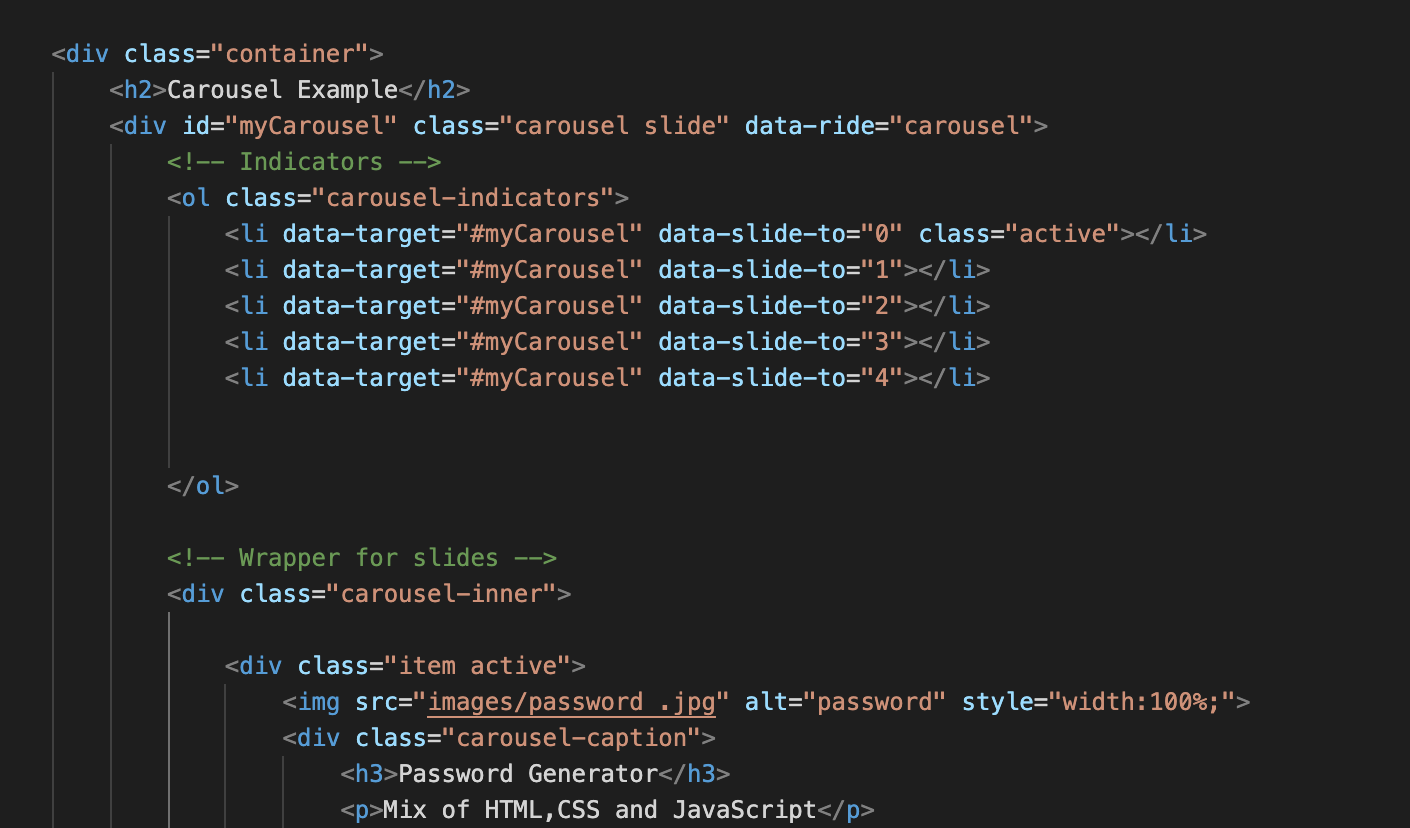 <div class="container">
<h2>Carousel Example</h2>
<div id="myCarousel" class="carousel slide" data-ride="carousel">
<!-- Indicators -->
<ol class="carousel-indicators">
<li data-target="#myCarousel" data-slide-to="0" class="active"></li>
<li data-target="#myCarousel" data-slide-to="1"></li>
<li data-target="#myCarousel" data-slide-to="2"></li>
<li data-target="#myCarousel" data-slide-to="3"></li>
<li data-target="#myCarousel" data-slide-to="4"></li>
</ol>
<!-- Wrapper for slides -->
<div class="carousel-inner">
<div class="item active">
<img src="images/password .jpg" alt="password" style="width:100%;">
<div class="carousel-caption">
<h3>Password Generator</h3>
<p>Mix of HTML,CSS and JavaScript</p>